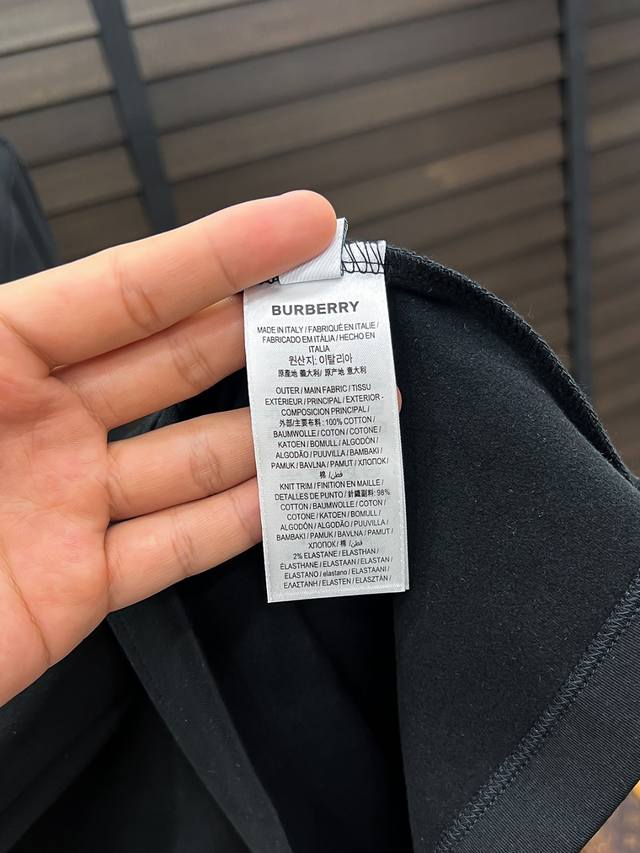 BURBERRY
MADE IN ITALY / FABRIQUÉ EN ITALIE /
FABRICADO EM ITÀLIA / HECHO EN
ITALIA
원산지: 이탈리아
原產地 義大利/ 原产地 意大利
OUTER / MAIN FABRIC / TISSU
EXTÉRIEUR / PRINCIPAL / EXTERIOR -
COMPOSICION PRINCIPAL /
外部/主要布料: 100% COTTON /
BAUMWOLLE / COTON / COTONE /
KATOEN / BOMULL / ALGODÓN /
ALGODÃO / PUUVILLA / BAMBAKI /
PAMUK / BAVLNA / PAMUT / ХЛОПОК /
棉 / قطن
KNIT TRIM / FINITION EN MAILLE /
DETALLES DE PUNTO / 針織副料: 98%
COTTON / BAUMWOLLE / COTON /
COTONE / KATOEN / BOMULL /
ALGODÓN / ALGODÃO / PUUVILLA /
BAMBAKI / PAMUK / BAVLNA / PAMUT /
ХЛОПОК / 棉 / قطن
2% ELASTANE / ELASTHAN /
ÉLASTHANE / ELASTAAN / ELASTAN /
ELASTANO / elastano / ELASTAANI /
ΕΛΑΣΤΑΝΗ / ELASTEN / ELASZTÁN /